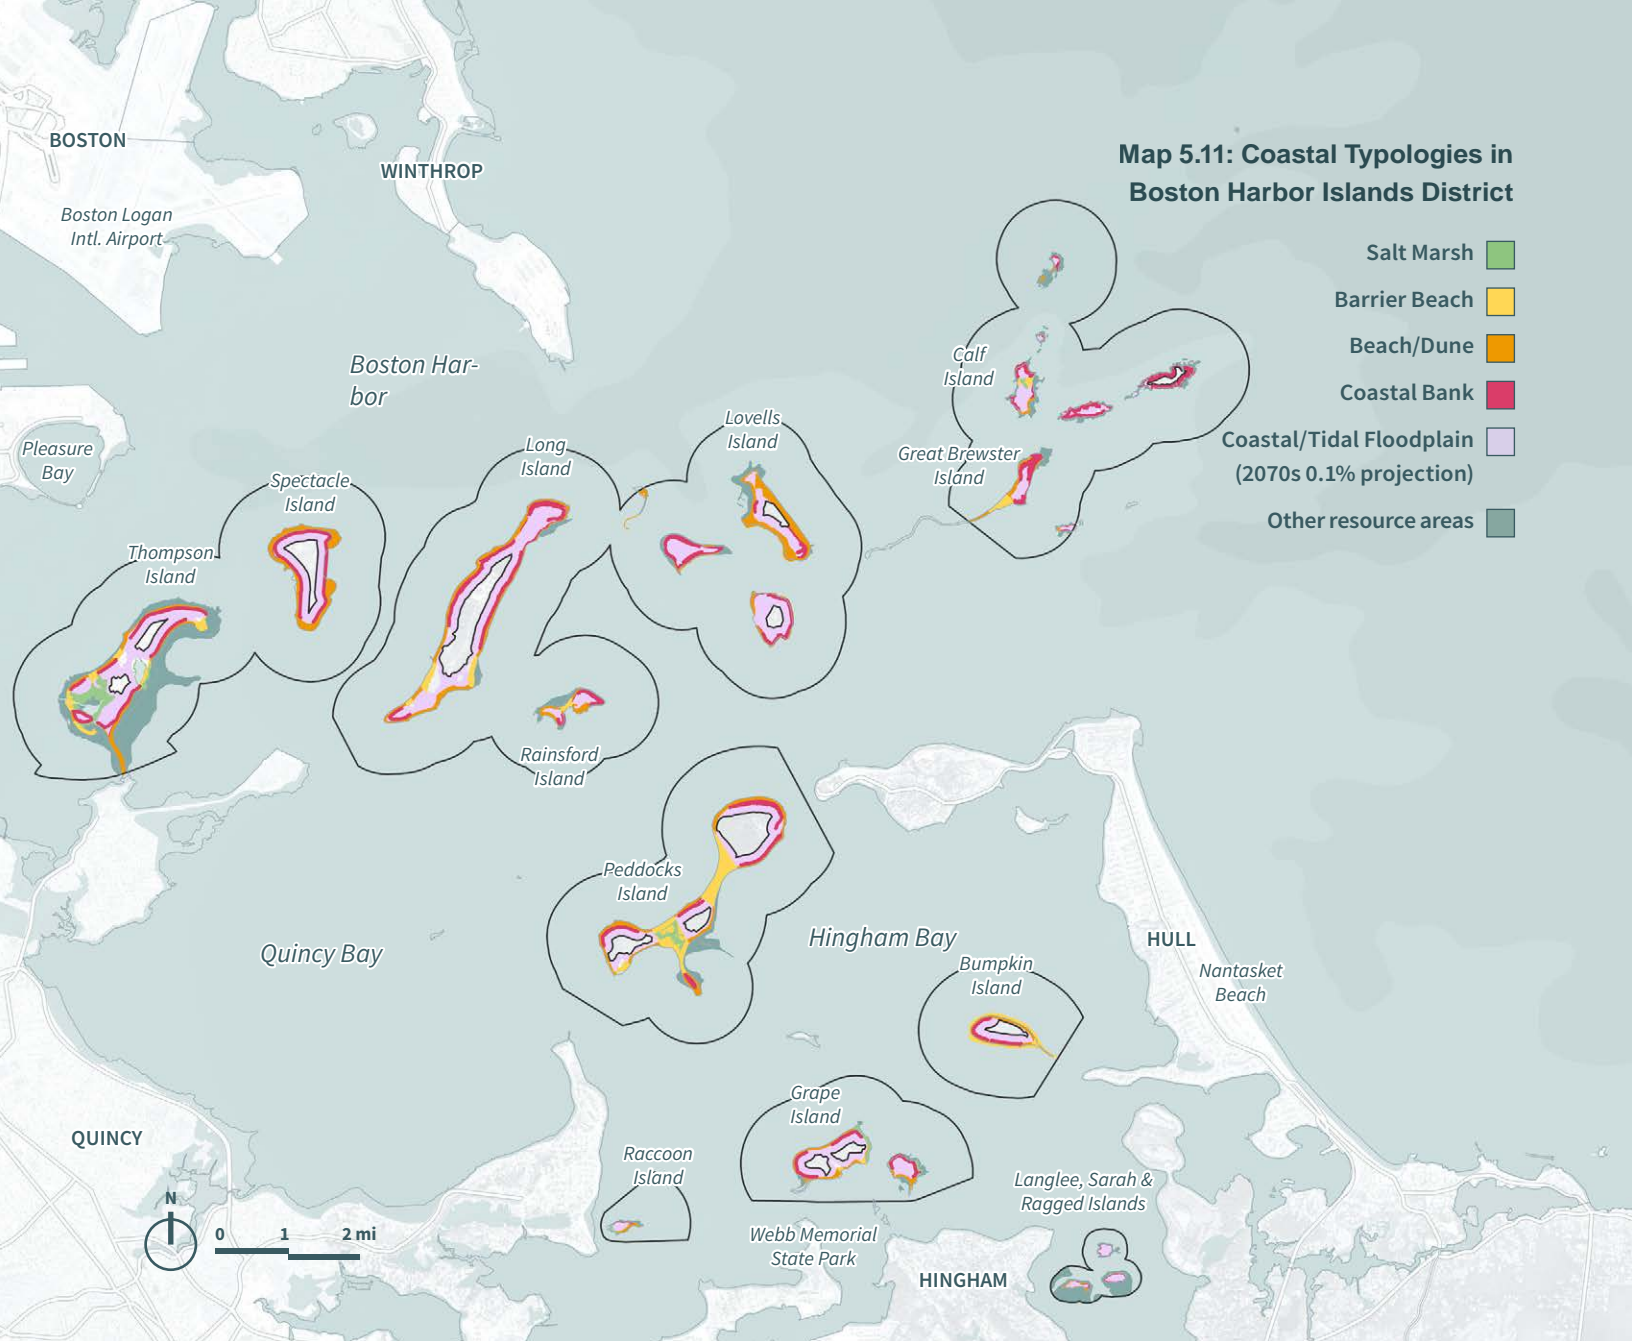 BOSTON
Boston Logan
Intl. Airport
WINTHROP
Map 5.11: Coastal Typologies in
Boston Harbor Islands District
Salt Marsh
Barrier Beach
Beach/Dune
Coastal Bank
Coastal/Tidal Floodplain
(2070s 0.1% projection)
Other resource areas
Boston Har-
bor
Calf
Island
Pleasure
Bay
Lovells
Island
Long
Island
Great Brewster
Island
Spectacle
Island
Thompson
Island
Rainsford
Island
Peddocks
Island
Quincy Bay
Hingham Bay
HULL
Nantasket
Beach
Bumpkin
Island
Grape
Island
QUINCY
Raccoon
Island
Langlee, Sarah &
Ragged Islands
N
0 1 2 mi
Webb Memorial
State Park
HINGHAM